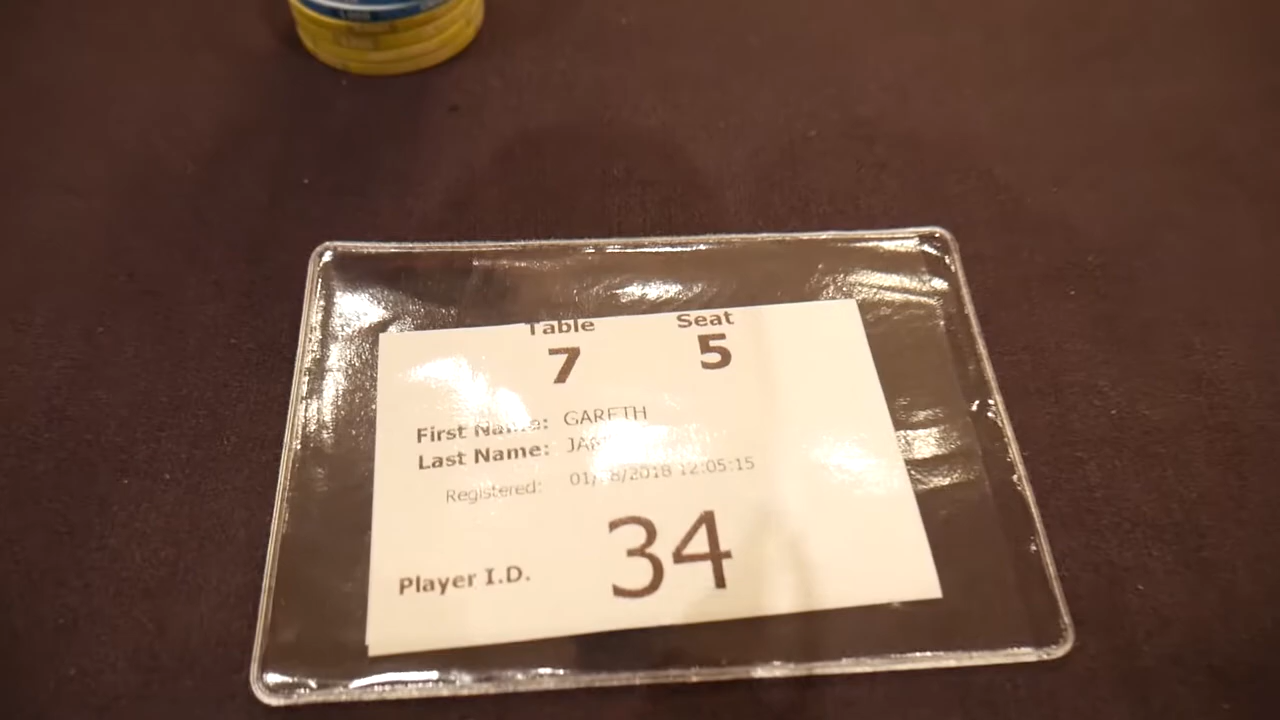 Table Seat
7 5
First Name: GARETH
Last Name:
Registered: 12:05:15
Player I.D. 34